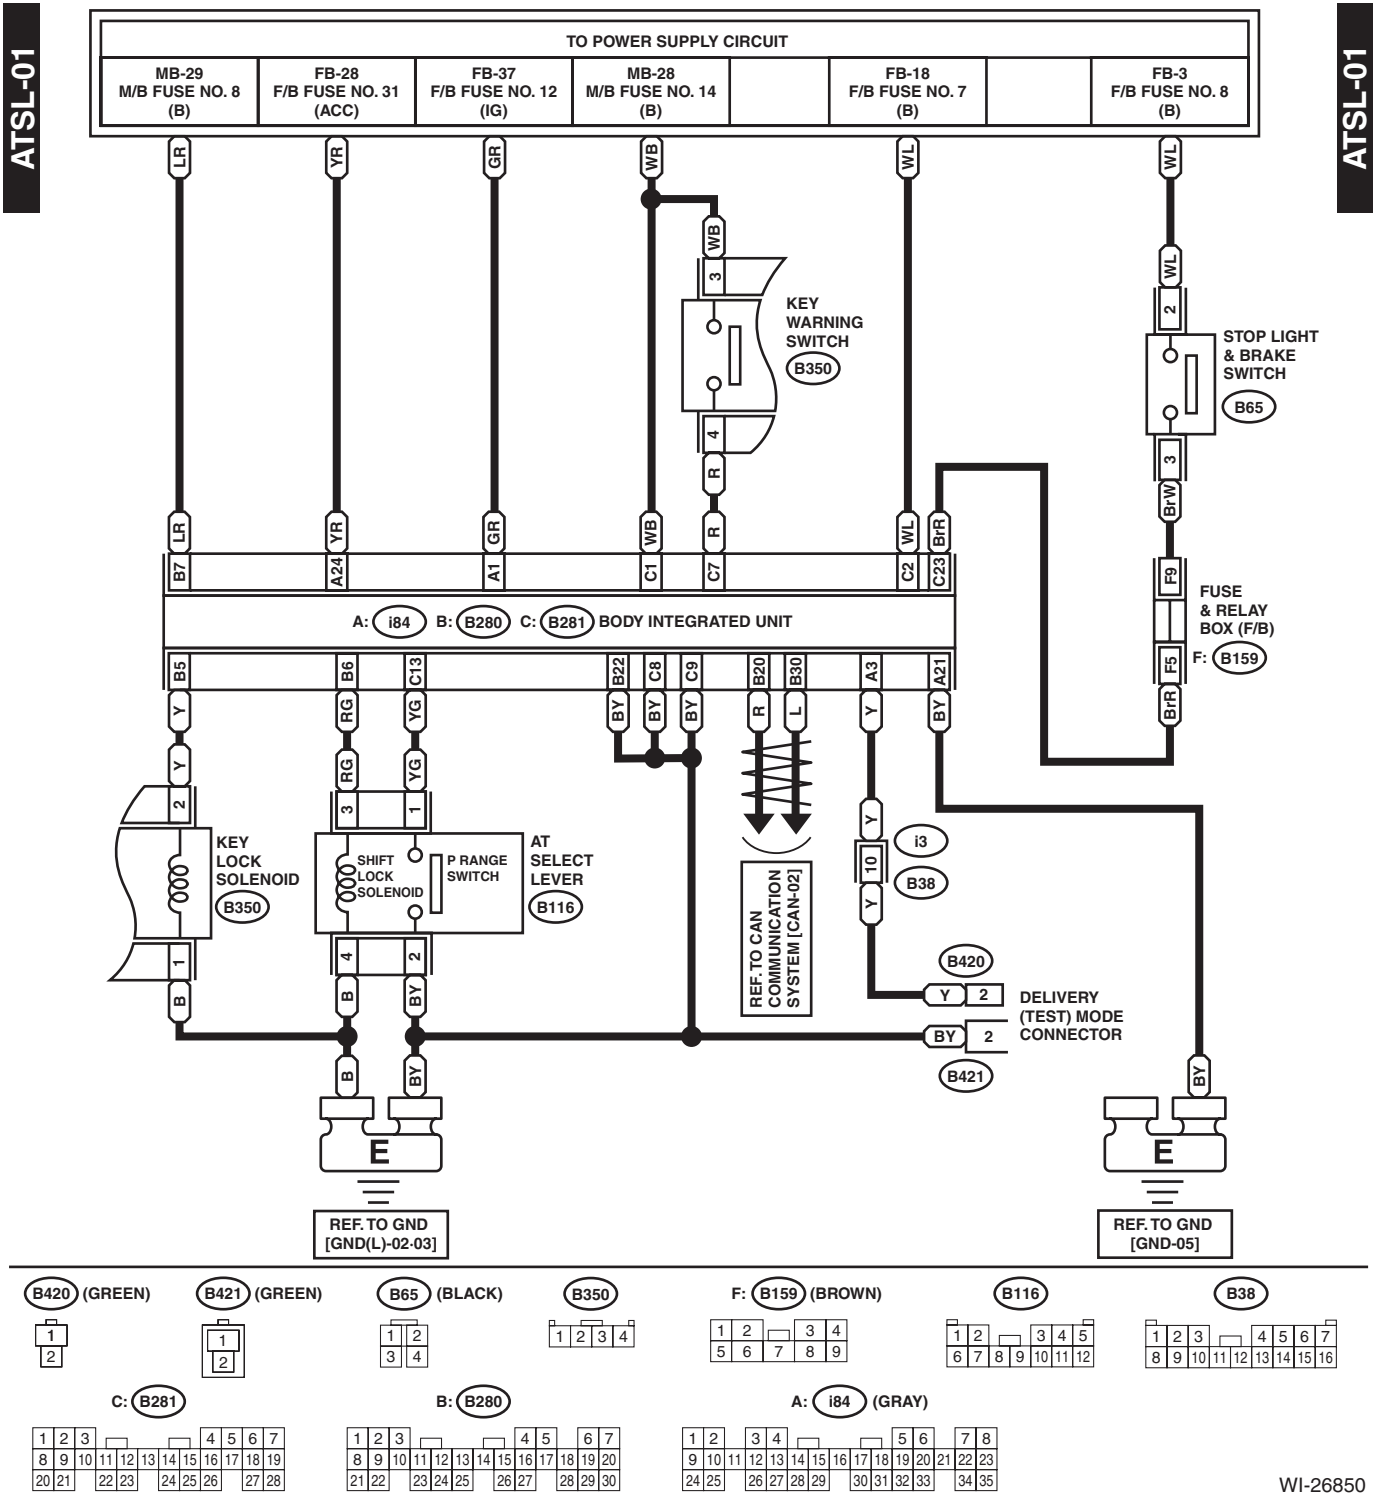 ATSL-01
ATSL-01
TO POWER SUPPLY CIRCUIT
MB-29
M/B FUSE NO. 8
(B)
FB-28
F/B FUSE NO. 31
(ACC)
FB-37
F/B FUSE NO. 12
(IG)
MB-28
M/B FUSE NO. 14
(B)
FB-18
F/B FUSE NO. 7
(B)
FB-3
F/B FUSE NO. 8
(B)
LR YR GR WB WL WL
WB
3
KEY
WARNING
SWITCH
B350
4
R
WL
2
STOP LIGHT
& BRAKE
SWITCH
B65
3
BrW
LR YR GR WB R WL BrR
B7 A24 A1 C1 C7 C2 C23
F9
FUSE
& RELAY
BOX (F/B)
F: B159
F5
BrR
A: i84 B: B280 C: B281 BODY INTEGRATED UNIT
B5 B6 C13 B22 C8 C9 B20 B30 A3 A21
Y RG YG BY BY BY R L Y BY
Y RG YG
2 3 1
KEY
LOCK
SOLENOID
B350
SHIFT
LOCK
SOLENOID
P RANGE
SWITCH
AT
SELECT
LEVER
B116
1 4 2
B B BY
REF. TO CAN
COMMUNICATION
SYSTEM [CAN-02]
Y
10
i3
B38
Y
B420
Y 2
DELIVERY
(TEST) MODE
CONNECTOR
BY 2
B421
B BY
BY
E
E
REF. TO GND
[GND(L)-02·03]
REF. TO GND
[GND-05]
B420 (GREEN)
1
2
B421 (GREEN)
1
2
B65 (BLACK)
1 2
3 4
B350
1 2 3 4
F: B159 (BROWN)
1 2 3 4
5 6 7 8 9
B116
1 2 3 4 5
6 7 8 9 10 11 12
B38
1 2 3 4 5 6 7
8 9 10 11 12 13 14 15 16
C: B281
1 2 3 4 5 6 7
8 9 10 11 12 13 14 15 16 17 18 19
20 21 22 23 24 25 26 27 28
B: B280
1 2 3 4 5 6 7
8 9 10 11 12 13 14 15 16 17 18 19 20
21 22 23 24 25 26 27 28 29 30
A: i84 (GRAY)
1 2 3 4 5 6 7 8
9 10 11 12 13 14 15 16 17 18 19 20 21 22 23
24 25 26 27 28 29 30 31 32 33 34 35
WI-26850